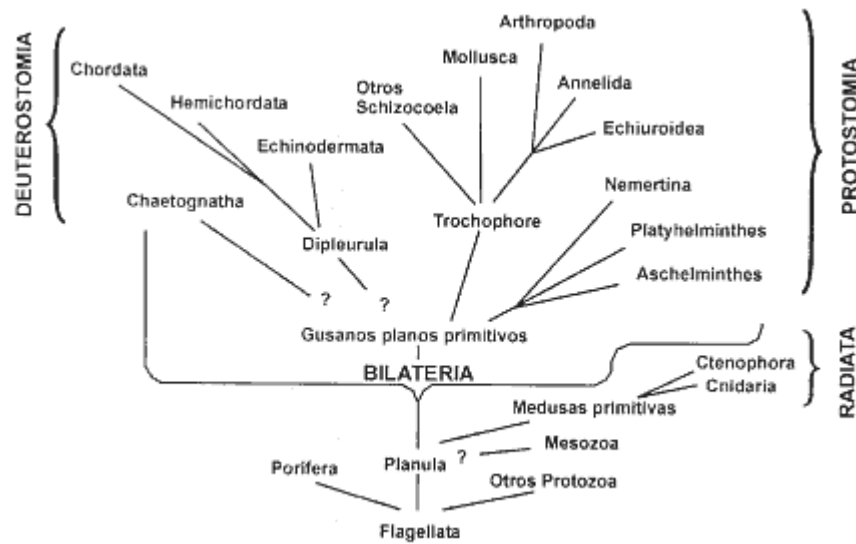 Arthropoda
Mollusca
Chordata
Otros
Schizocoela
Annelida
Hemichordata
Echiuroidea
Echinodermata
DEUTEROSTOMIA
PROTOSTOMIA
Chaetognatha
Nemertina
Trochophore
Dipleurula
Platyhelminthes
Aschelminthes
?
?
Gusanos planos primitivos
BILATERIA
Ctenophora
Cnidaria
RADIATA
Medusas primitivas
Mesozoa
Planula
?
Porifera
Otros Protozoa
Flagellata